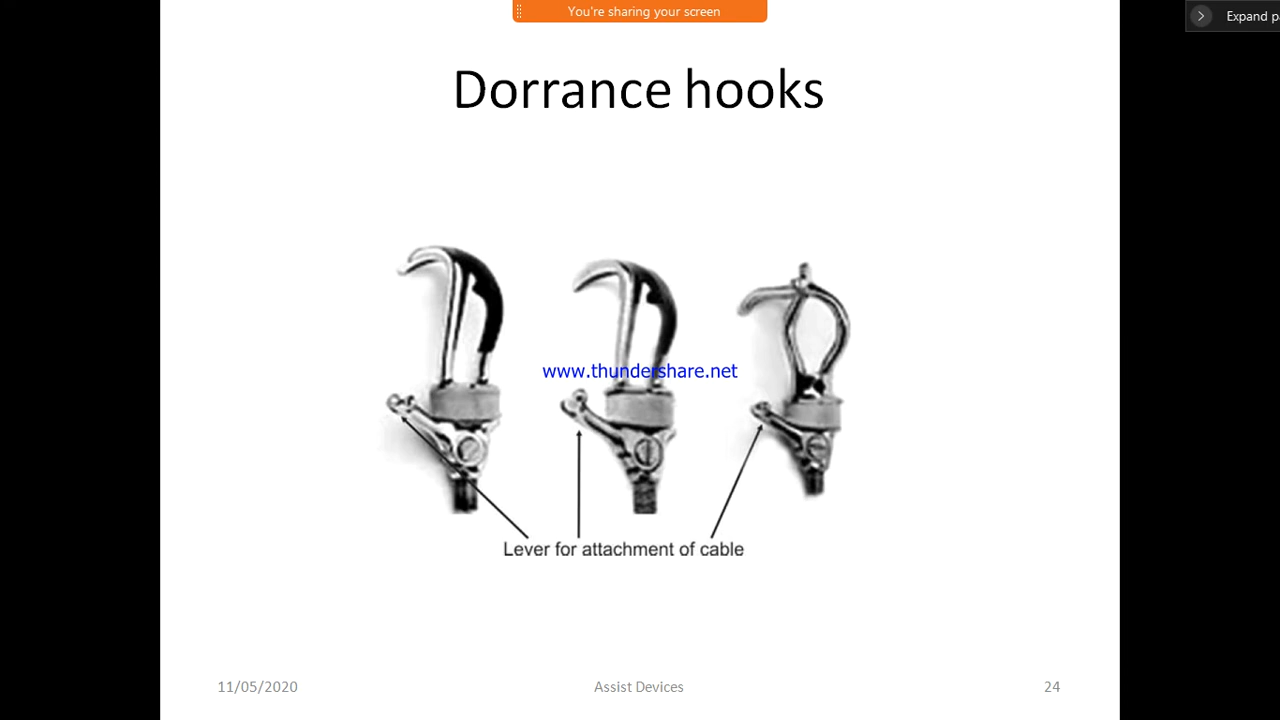 You're sharing your screen
Expand p
Dorrance hooks
www.thundershare.net
Lever for attachment of cable
11/05/2020
Assist Devices
24